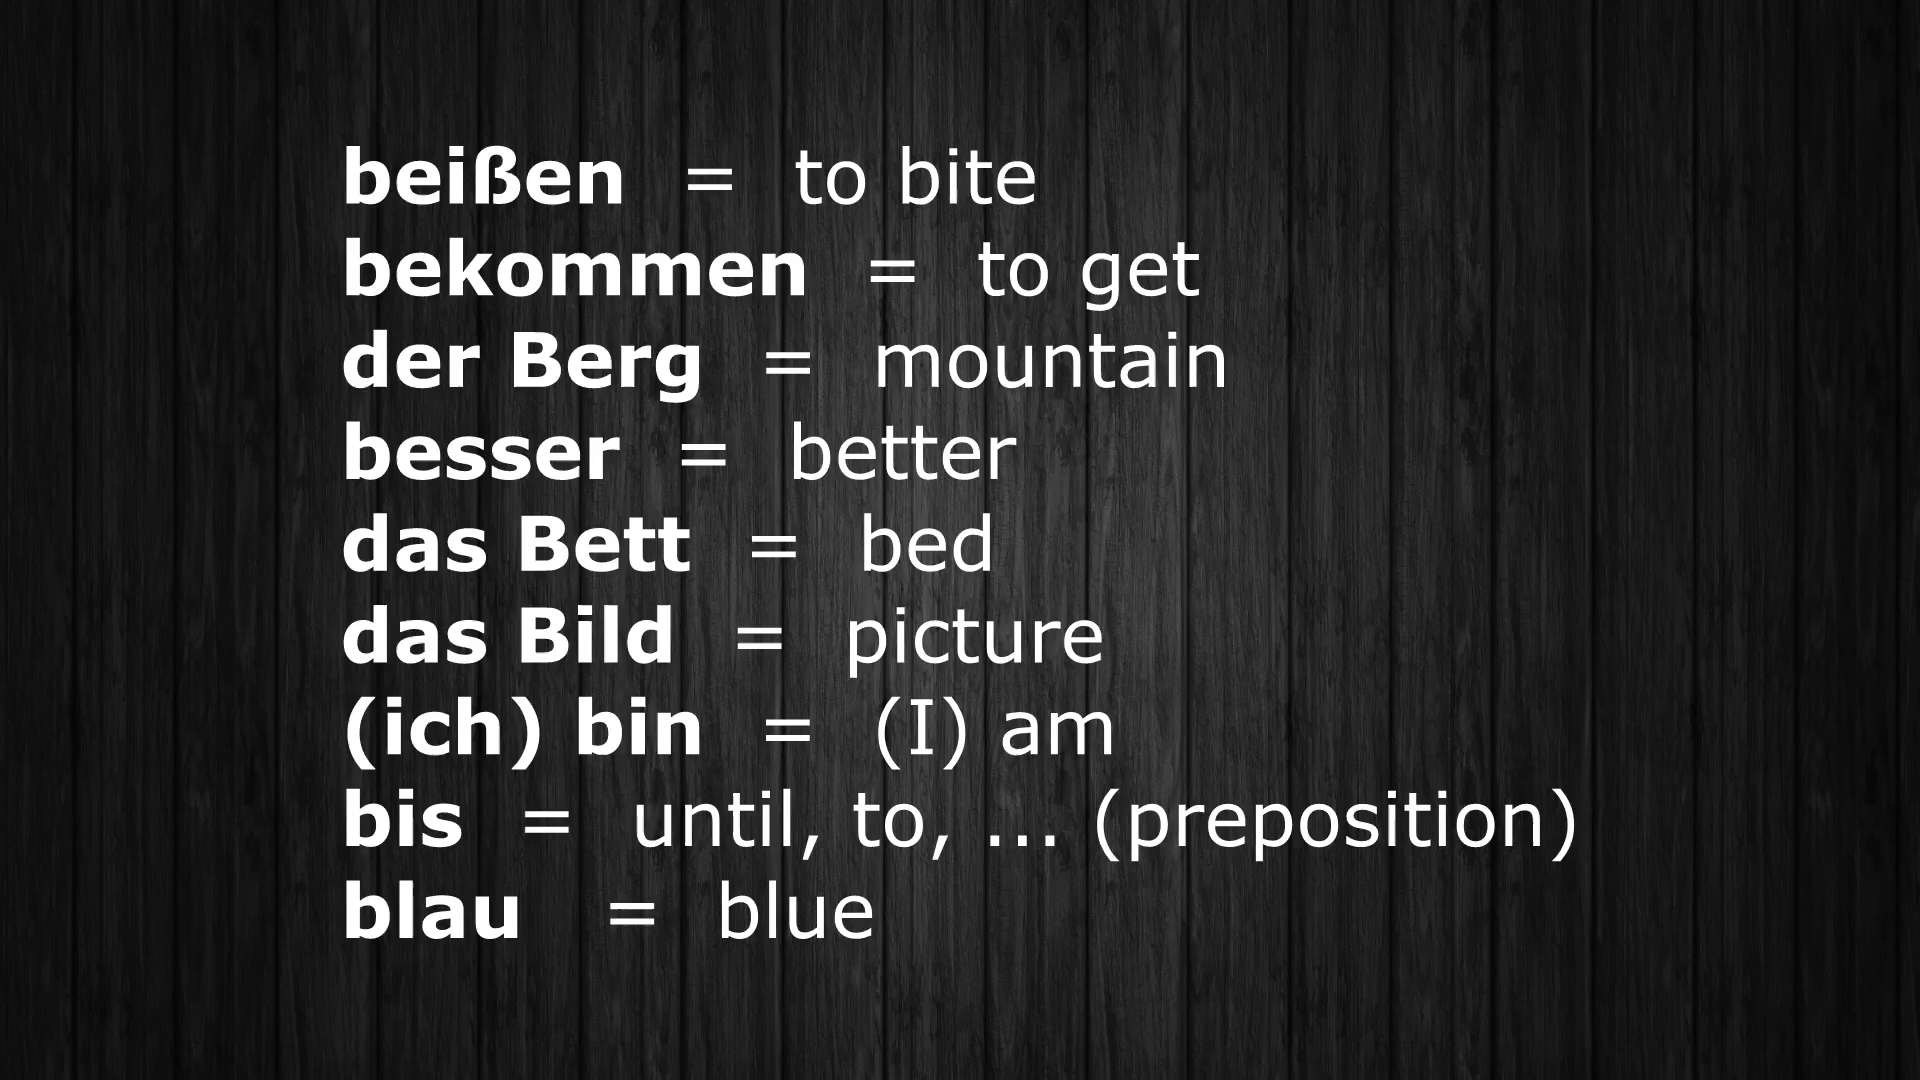 beißen = to bite
bekommen = to get
der Berg = mountain
besser = better
das Bett = bed
das Bild = picture
(ich) bin = (I) am
bis = until, to, ... (preposition)
blau = blue